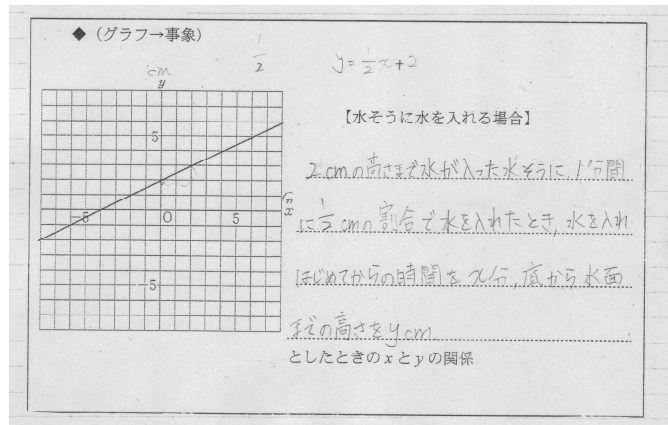 ◆（グラフ→事象）
1/2
y=1/2x+2
cm
y
【水そうに水を入れる場合】
5
2cmの高さまで水が入った水そうに、1分間
分
-5 O 5 x
に1/2cmの割合で水を入れたとき、水を入れ
はじめてからの時間をx分、底から水面
-5
までの高さをycm
としたときのxとyの関係